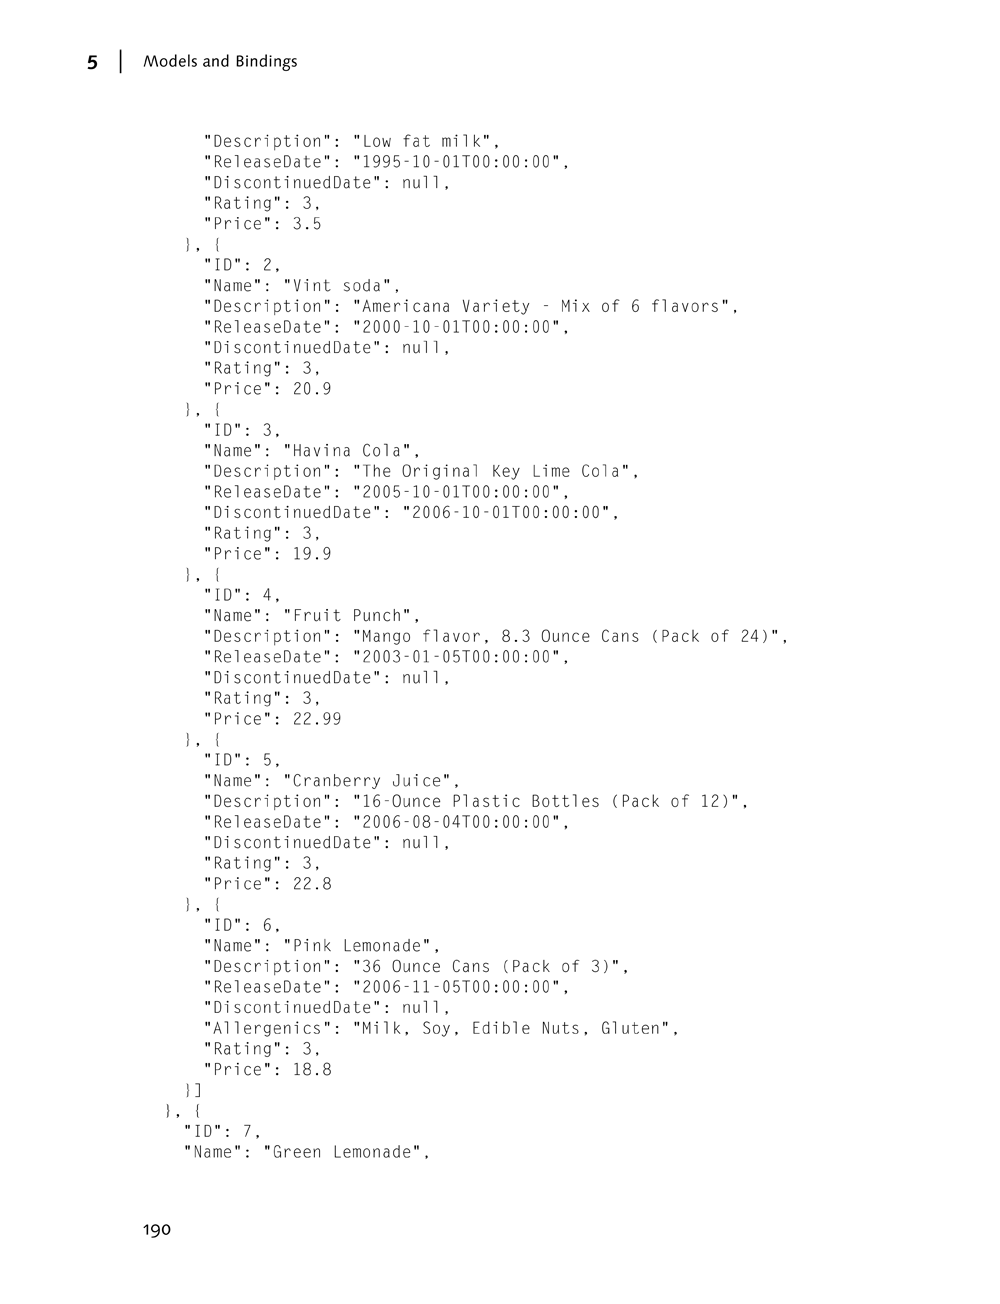 5 | Models and Bindings
"Description": "Low fat milk",
"ReleaseDate": "1995-10-01T00:00:00",
"DiscontinuedDate": null,
"Rating": 3,
"Price": 3.5
}, {
"ID": 2,
"Name": "Vint soda",
"Description": "Americana Variety - Mix of 6 flavors",
"ReleaseDate": "2000-10-01T00:00:00",
"DiscontinuedDate": null,
"Rating": 3,
"Price": 20.9
}, {
"ID": 3,
"Name": "Havina Cola",
"Description": "The Original Key Lime Cola",
"ReleaseDate": "2005-10-01T00:00:00",
"DiscontinuedDate": "2006-10-01T00:00:00",
"Rating": 3,
"Price": 19.9
}, {
"ID": 4,
"Name": "Fruit Punch",
"Description": "Mango flavor, 8.3 Ounce Cans (Pack of 24)",
"ReleaseDate": "2003-01-05T00:00:00",
"DiscontinuedDate": null,
"Rating": 3,
"Price": 22.99
}, {
"ID": 5,
"Name": "Cranberry Juice",
"Description": "16-Ounce Plastic Bottles (Pack of 12)",
"ReleaseDate": "2006-08-04T00:00:00",
"DiscontinuedDate": null,
"Rating": 3,
"Price": 22.8
}, {
"ID": 6,
"Name": "Pink Lemonade",
"Description": "36 Ounce Cans (Pack of 3)",
"ReleaseDate": "2006-11-05T00:00:00",
"DiscontinuedDate": null,
"Allergenics": "Milk, Soy, Edible Nuts, Gluten",
"Rating": 3,
"Price": 18.8
}]
}, {
"ID": 7,
"Name": "Green Lemonade",
190